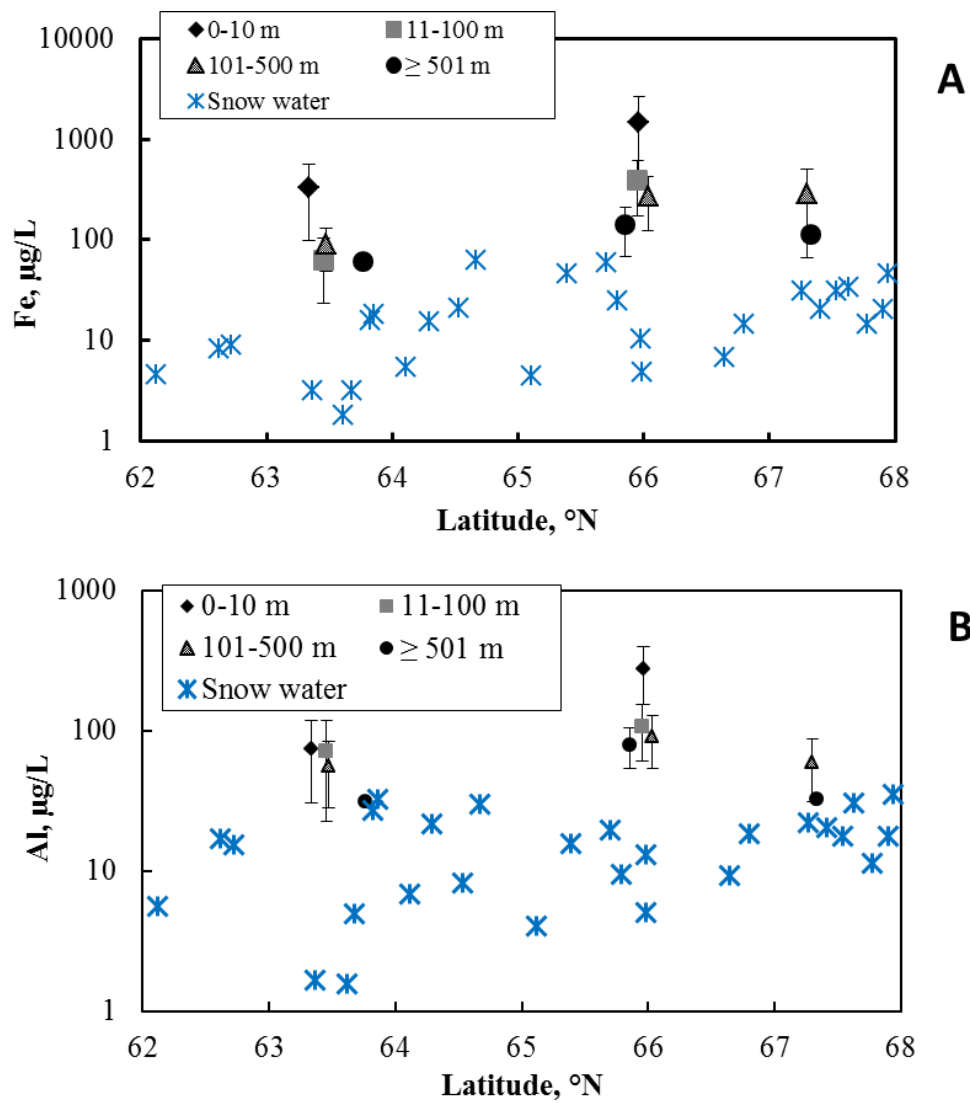 0-10 m 11-100 m
101-500 m ≥ 501 m
Snow water
A
10000
1000
100
10
1
Fe, µg/L
62 63 64 65 66 67 68
Latitude, °N
0-10 m 11-100 m
101-500 m ≥ 501 m
Snow water
B
1000
100
10
1
Al, µg/L
62 63 64 65 66 67 68
Latitude, °N